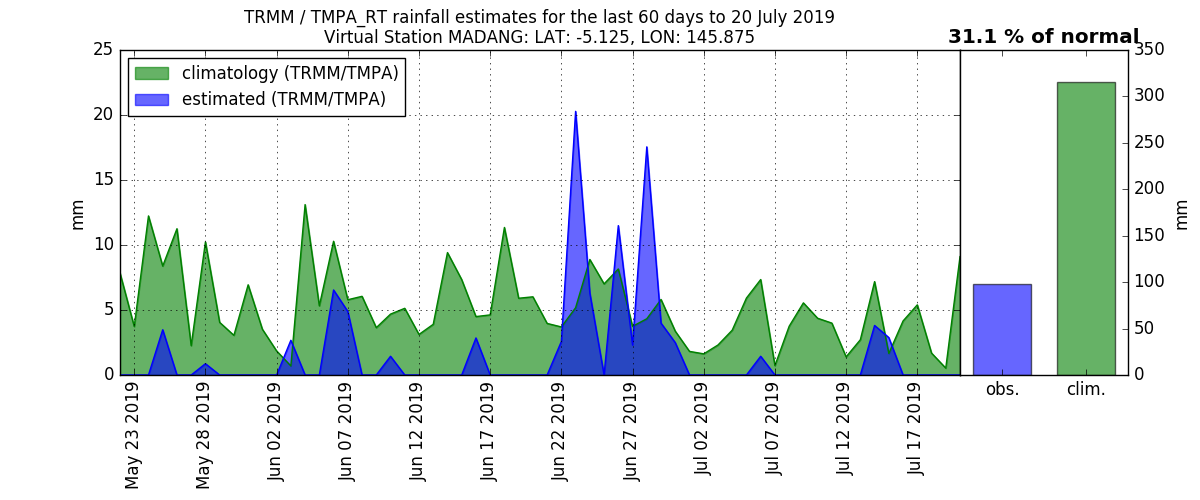 TRMM / TMPA_RT rainfall estimates for the last 60 days to 20 July 2019
Virtual Station MADANG: LAT: -5.125, LON: 145.875
31.1 % of normal
climatology (TRMM/TMPA)
estimated (TRMM/TMPA)
25
20
15
10
5
0
mm
350
300
250
200
150
100
50
0
mm
May 23 2019
May 28 2019
Jun 02 2019
Jun 07 2019
Jun 12 2019
Jun 17 2019
Jun 22 2019
Jun 27 2019
Jul 02 2019
Jul 07 2019
Jul 12 2019
Jul 17 2019
obs.
clim.